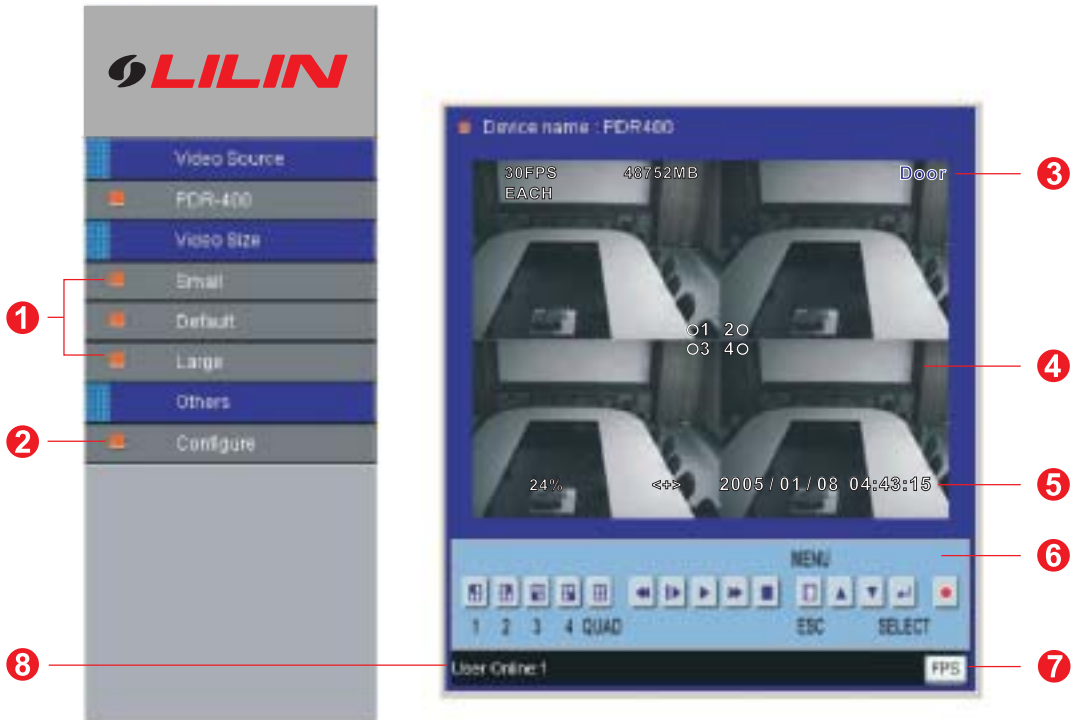 LILIN
Video Source
PDR-400
Video Size
Small
Default
Large
Others
Configure
1
2
8
Device name : PDR400
30FPS 48752MB Door
EACH
1 2
3 4
24% <+> 2005/01/08 04:43:15
MENU
1 2 3 4 QUAD ESC SELECT
User Online:1 FPS
3
4
5
6
7